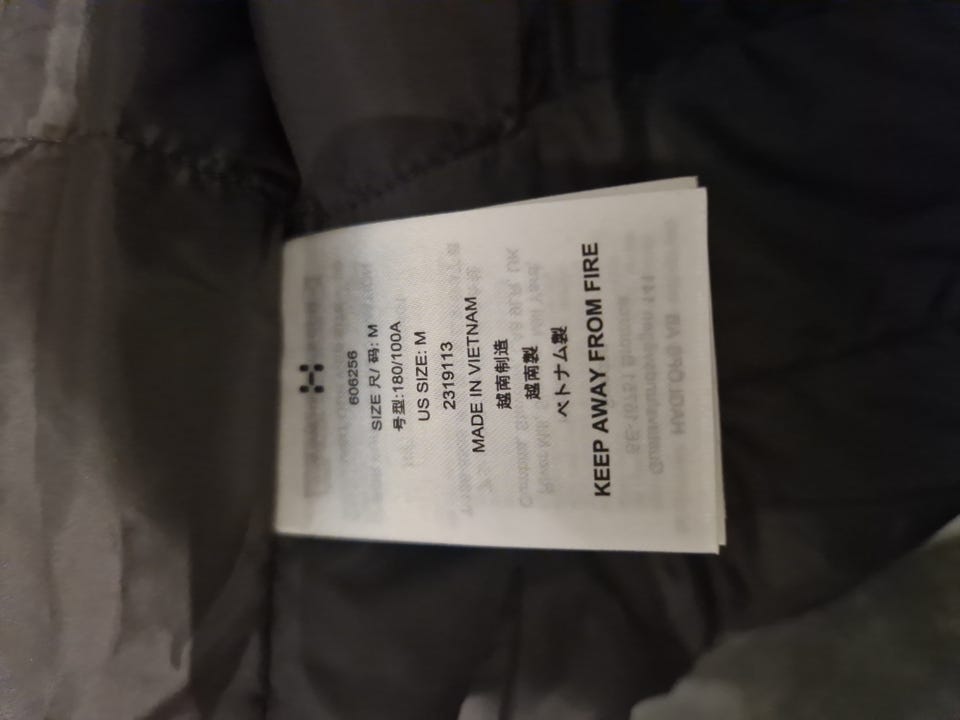 606256
SIZE 尺/ 码: M
号型:180/100A
US SIZE: M
2319113
MADE IN VIETNAM
越南制造
越南製
ベトナム製
KEEP AWAY FROM FIRE